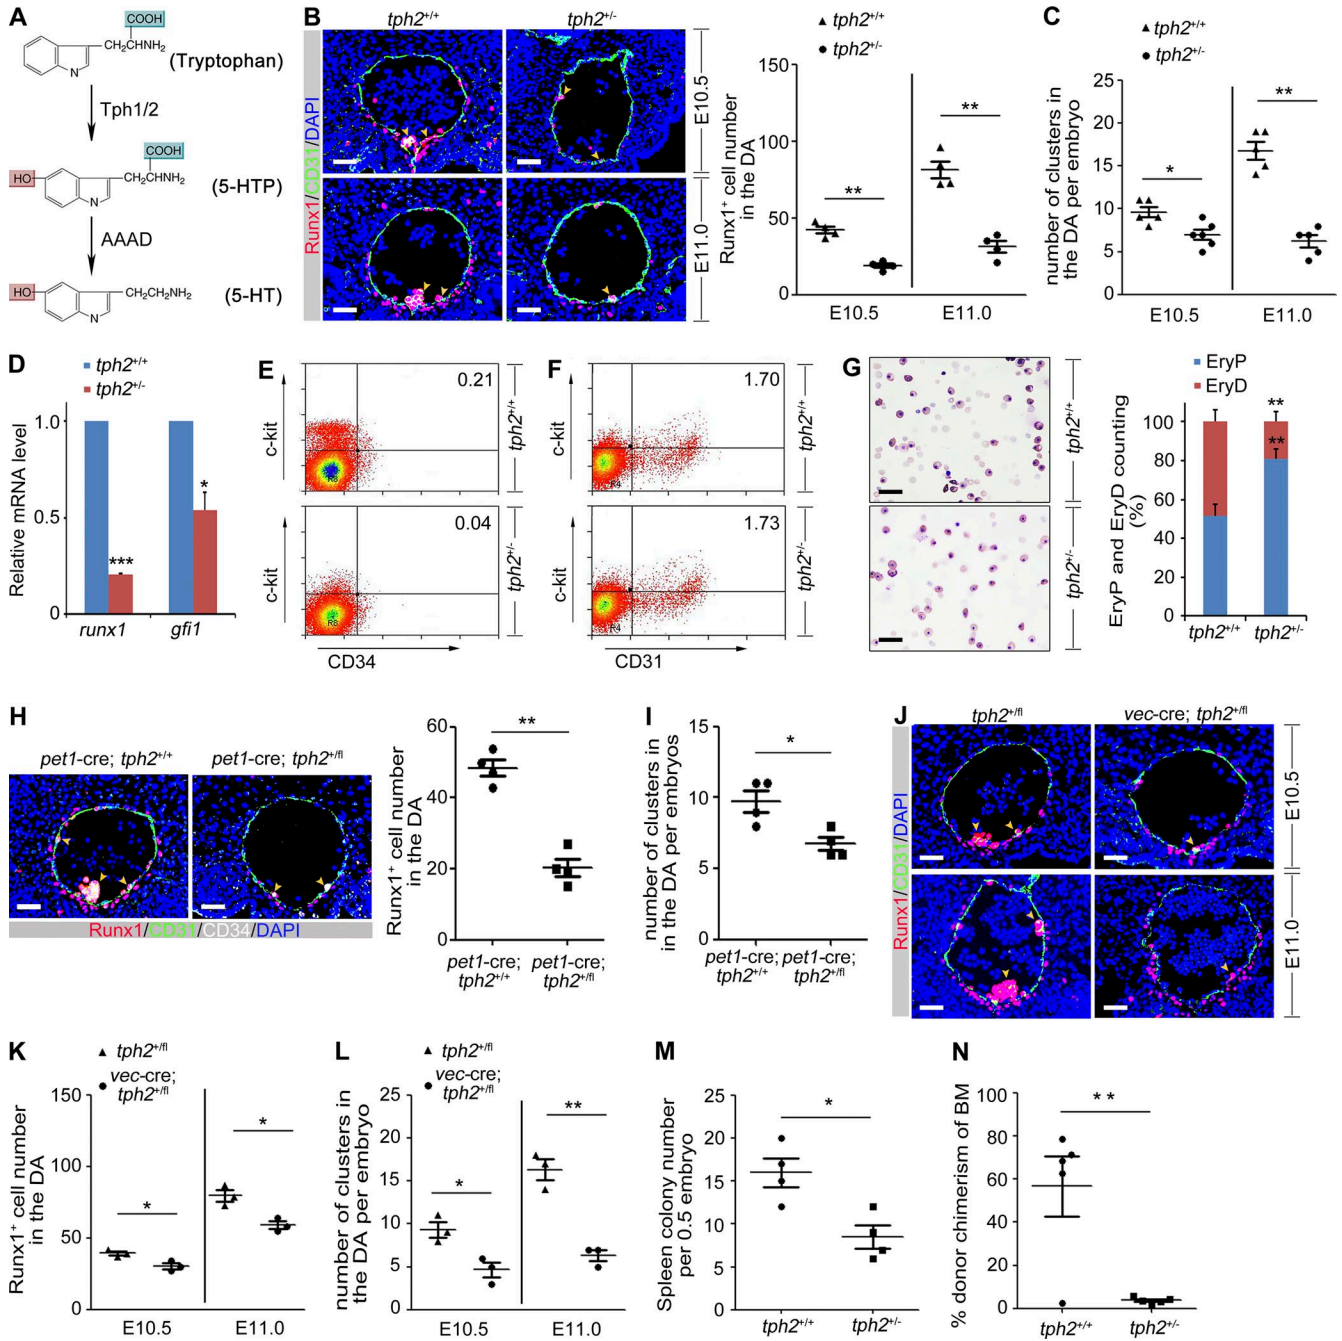 A
COOH
CH₂CHNH₂
N
(Tryptophan)
Tph1/2
COOH
HO
CH₂CHNH₂
N
(5-HTP)
AAAD
HO
CH₂CH₂NH₂
N
(5-HT)
B
tph2+/+
tph2+/-
Runx1/CD31/DAPI
E10.5
E11.0
▲ tph2+/+
● tph2+/-
Runx1+ cell number
in the DA
150
100
50
0
**
**
E10.5
E11.0
C
▲ tph2+/+
● tph2+/-
number of clusters in
the DA per embryo
25
20
15
10
5
0
*
**
E10.5
E11.0
D
tph2+/+
tph2+/-
Relative mRNA level
1.0
0.5
0
***
*
runx1
gfi1
E
0.21
c-kit
R8
tph2+/+
0.04
c-kit
R8
tph2+/-
CD34
F
1.70
c-kit
R4
tph2+/+
1.73
c-kit
R4
tph2+/-
CD31
G
tph2+/+
tph2+/-
EryP
EryD
EryP and EryD counting
(%)
100
80
60
40
20
0
**
**
tph2+/+
tph2+/-
H
pet1-cre; tph2+/+
pet1-cre; tph2+/fl
Runx1/CD31/CD34/DAPI
Runx1+ cell number
in the DA
60
40
20
0
**
pet1-cre;
tph2+/+
pet1-cre;
tph2+/fl
I
number of clusters in
in the DA per embryos
15
10
5
0
*
pet1-cre;
tph2+/+
pet1-cre;
tph2+/fl
J
tph2+/fl
vec-cre; tph2+/fl
Runx1/CD31/DAPI
E10.5
E11.0
K
▲ tph2+/fl
● vec-cre;
tph2+/fl
Runx1+ cell number
in the DA
150
100
50
0
*
*
E10.5
E11.0
L
▲ tph2+/fl
● vec-cre;
tph2+/fl
number of clusters in
the DA per embryo
25
20
15
10
5
0
*
**
E10.5
E11.0
M
Spleen colony number
per 0.5 embryo
25
20
15
10
5
0
*
tph2+/+
tph2+/-
N
% donor chimerism of BM
100
80
60
40
20
0
**
tph2+/+
tph2+/-